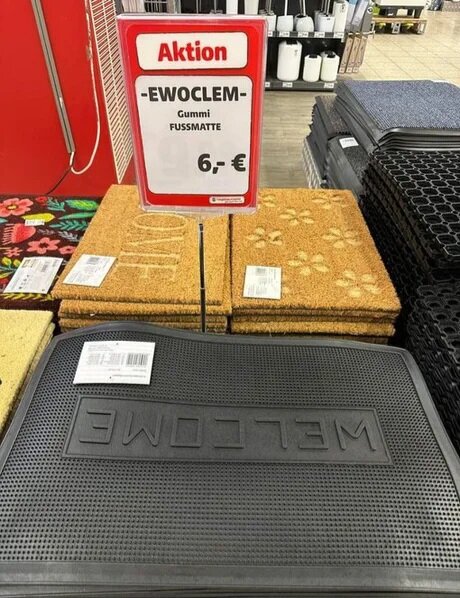 Aktion
-EWOCLEM-
Gummi
FUSSMATTE
6,- €
WELCOME